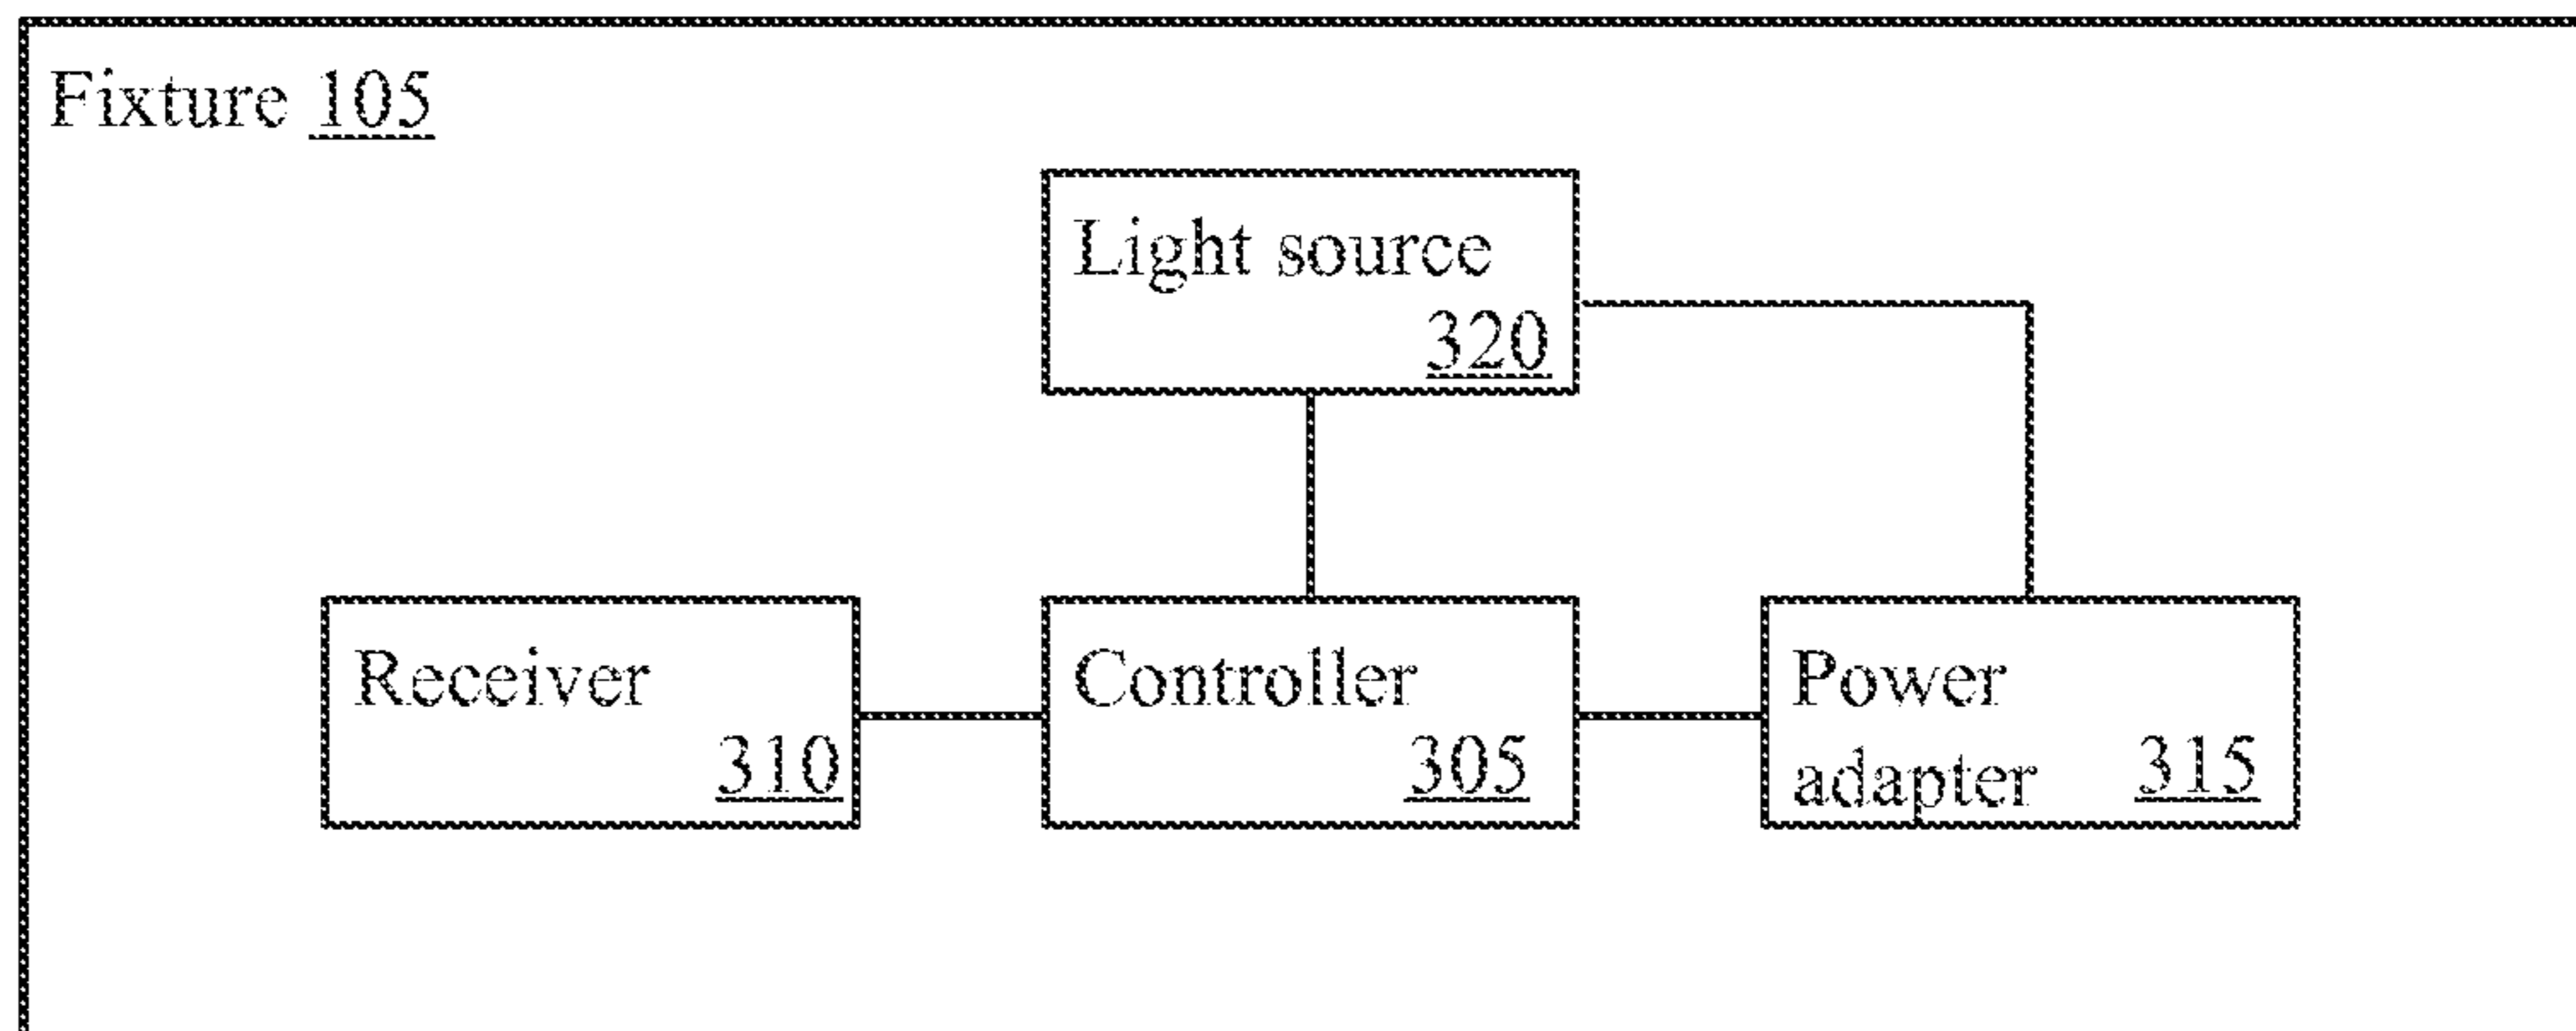 Fixture 105
Light source
320
Receiver
310
Controller
305
Power
adapter 315